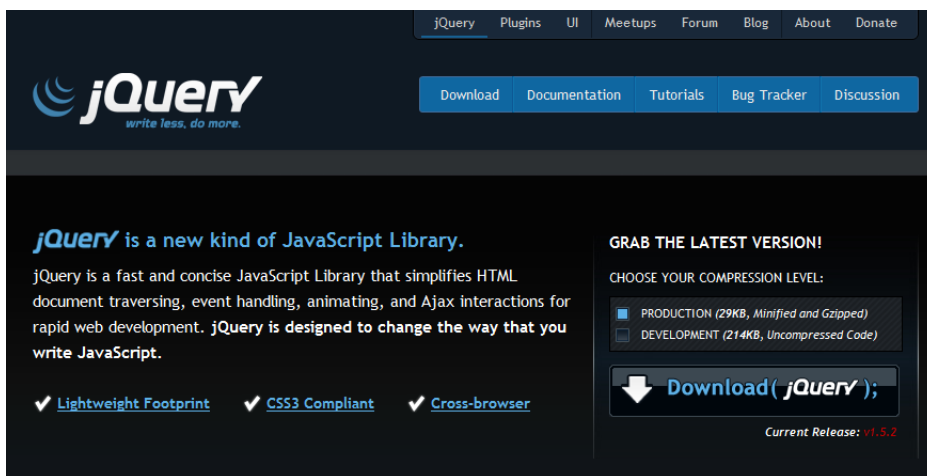 jQuery Plugins UI Meetups Forum Blog About Donate
jQuery
write less, do more.
Download Documentation Tutorials Bug Tracker Discussion
jQuery is a new kind of JavaScript Library.
jQuery is a fast and concise JavaScript Library that simplifies HTML
document traversing, event handling, animating, and Ajax interactions for
rapid web development. jQuery is designed to change the way that you
write JavaScript.
Lightweight Footprint CSS3 Compliant Cross-browser
GRAB THE LATEST VERSION!
CHOOSE YOUR COMPRESSION LEVEL:
PRODUCTION (29KB, Minified and Gzipped)
DEVELOPMENT (214KB, Uncompressed Code)
Download( jQuery );
Current Release: v1.5.2